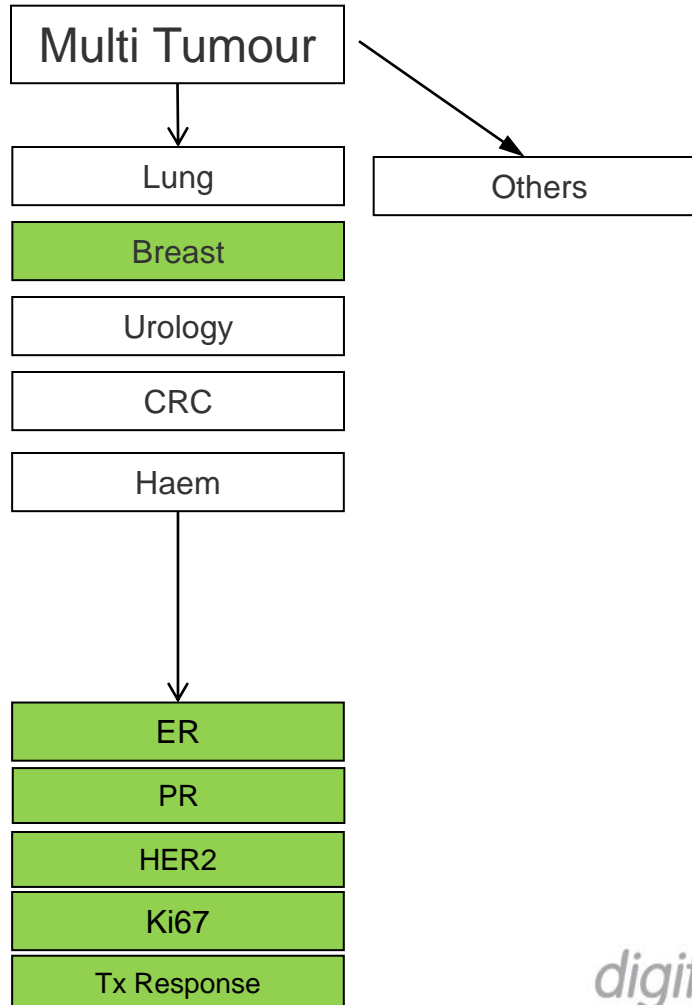 Multi Tumour
Lung
Others
Breast
Urology
CRC
Haem
ER
PR
HER2
Ki67
Tx Response